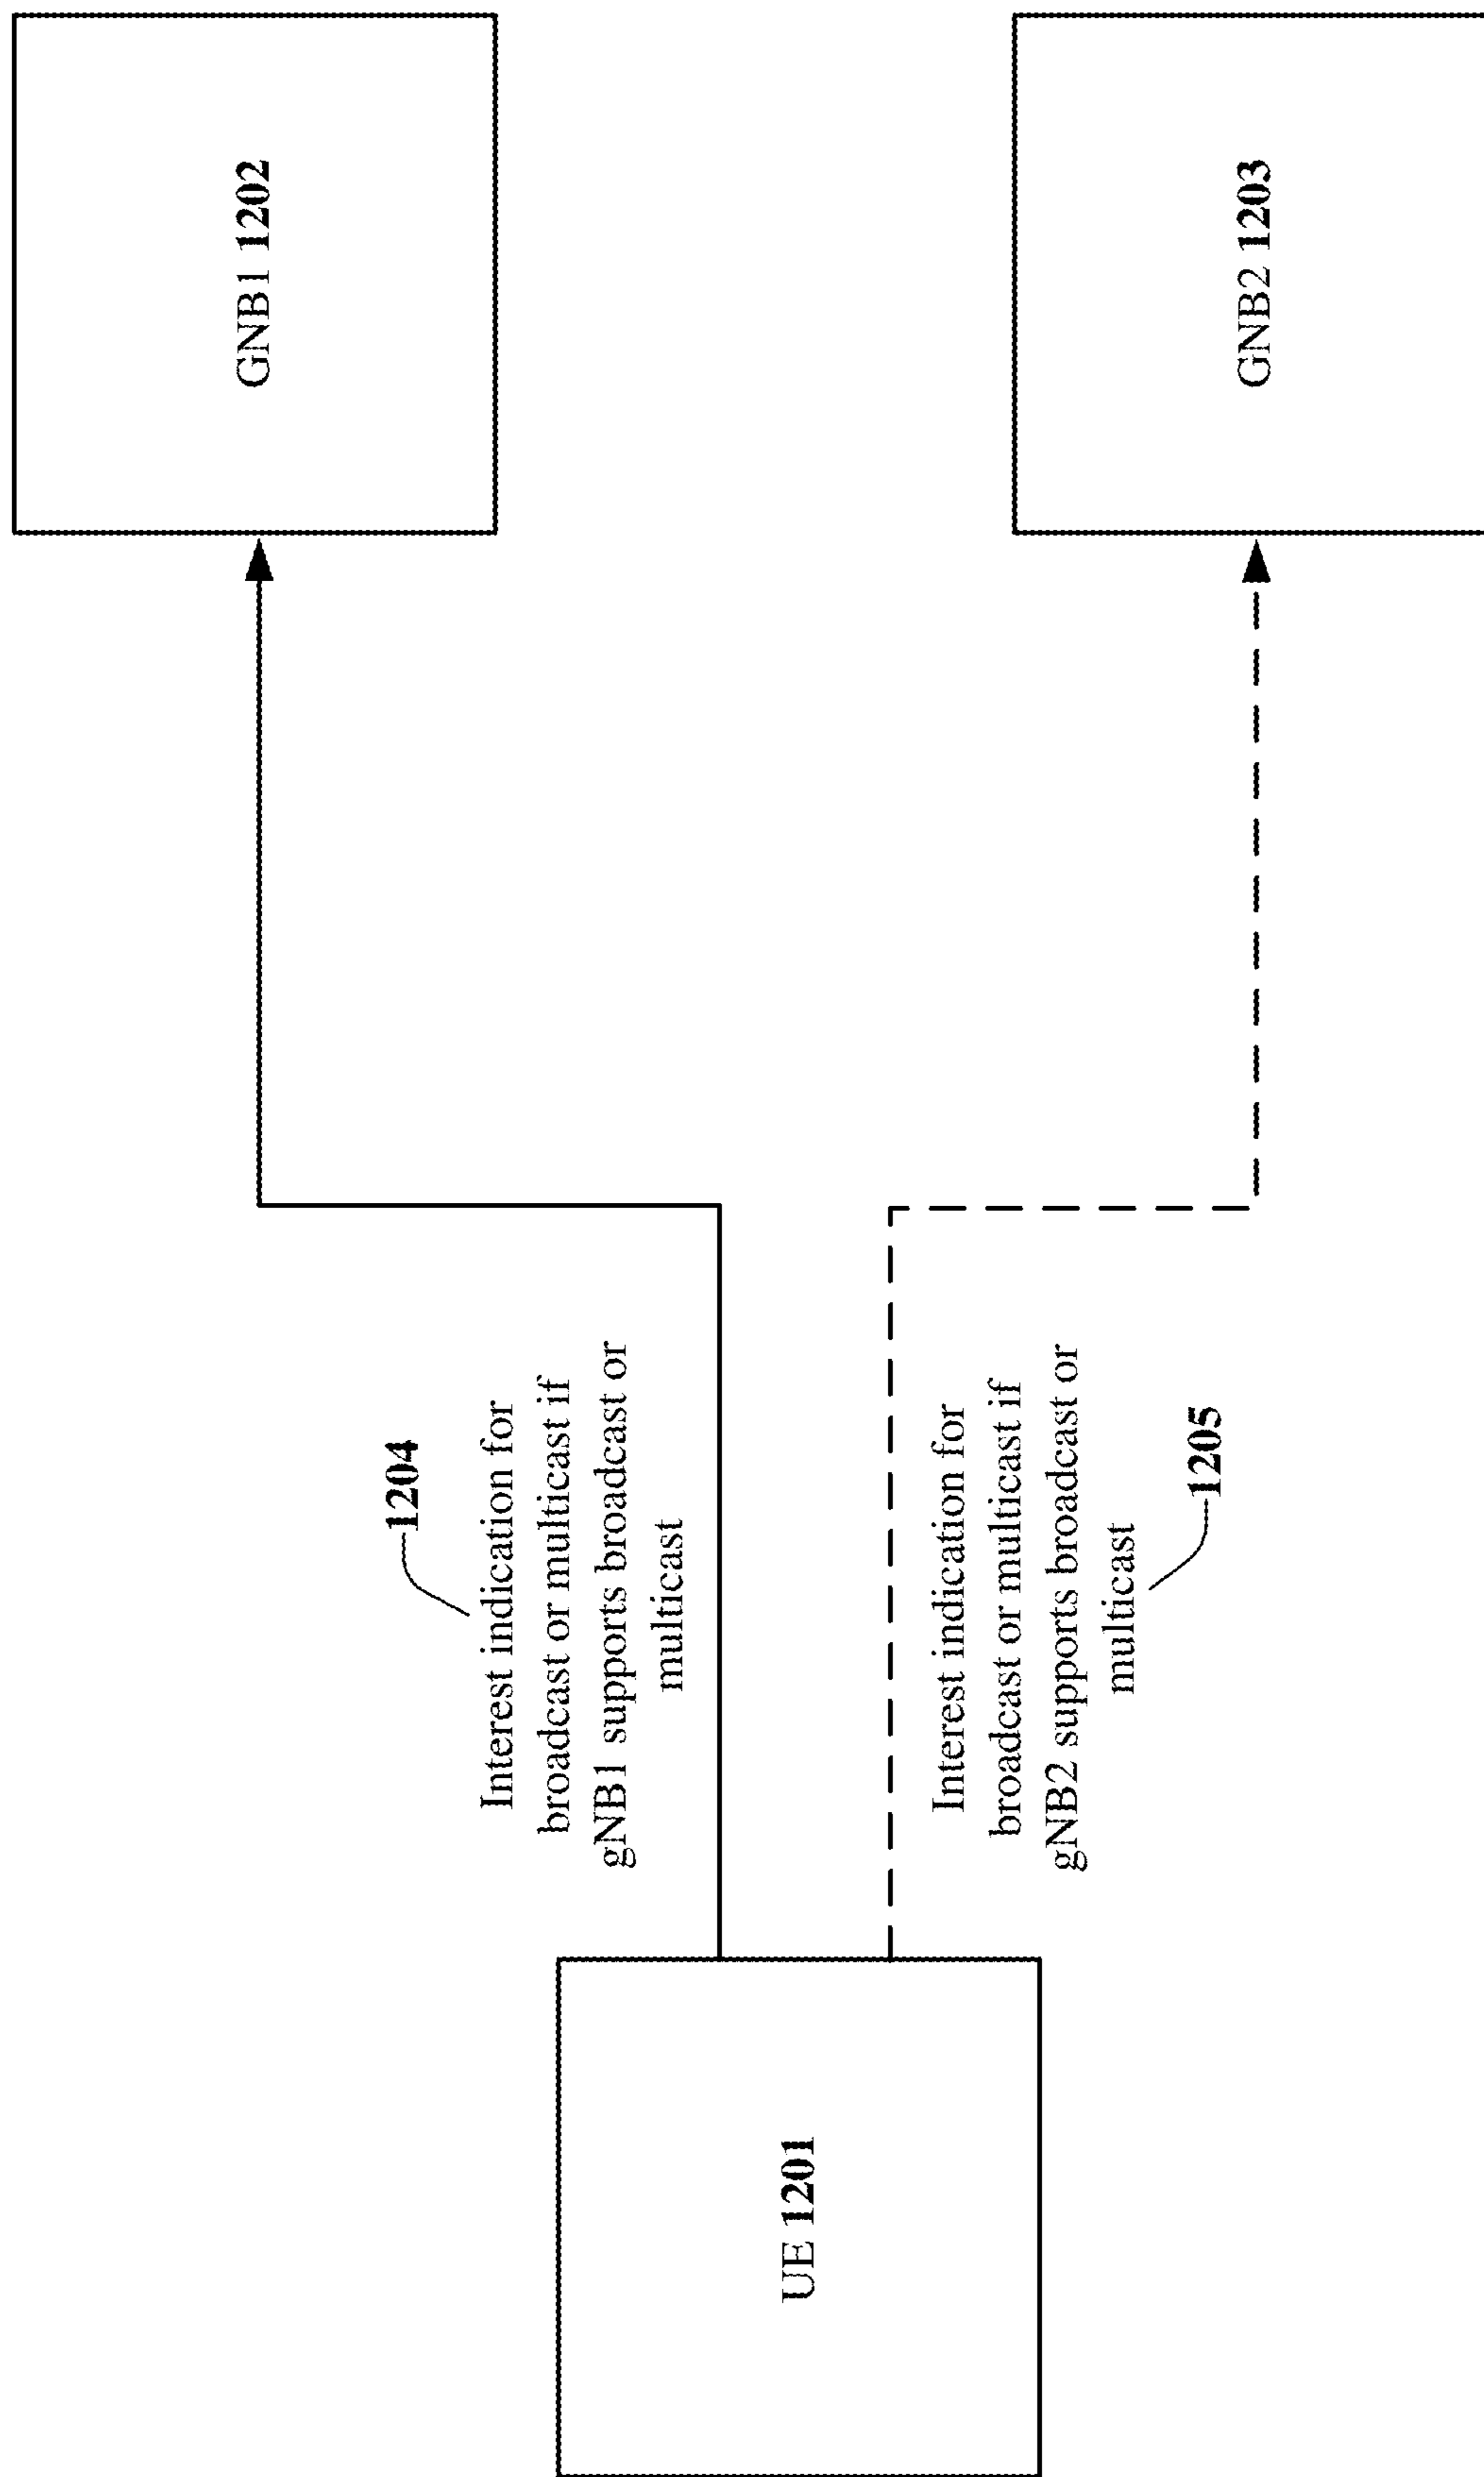 GNB1 1202
1204
Interest indication for
broadcast or multicast if
gNB1 supports broadcast or
multicast
UE 1201
Interest indication for
broadcast or multicast if
gNB2 supports broadcast or
multicast
1205
GNB2 1203